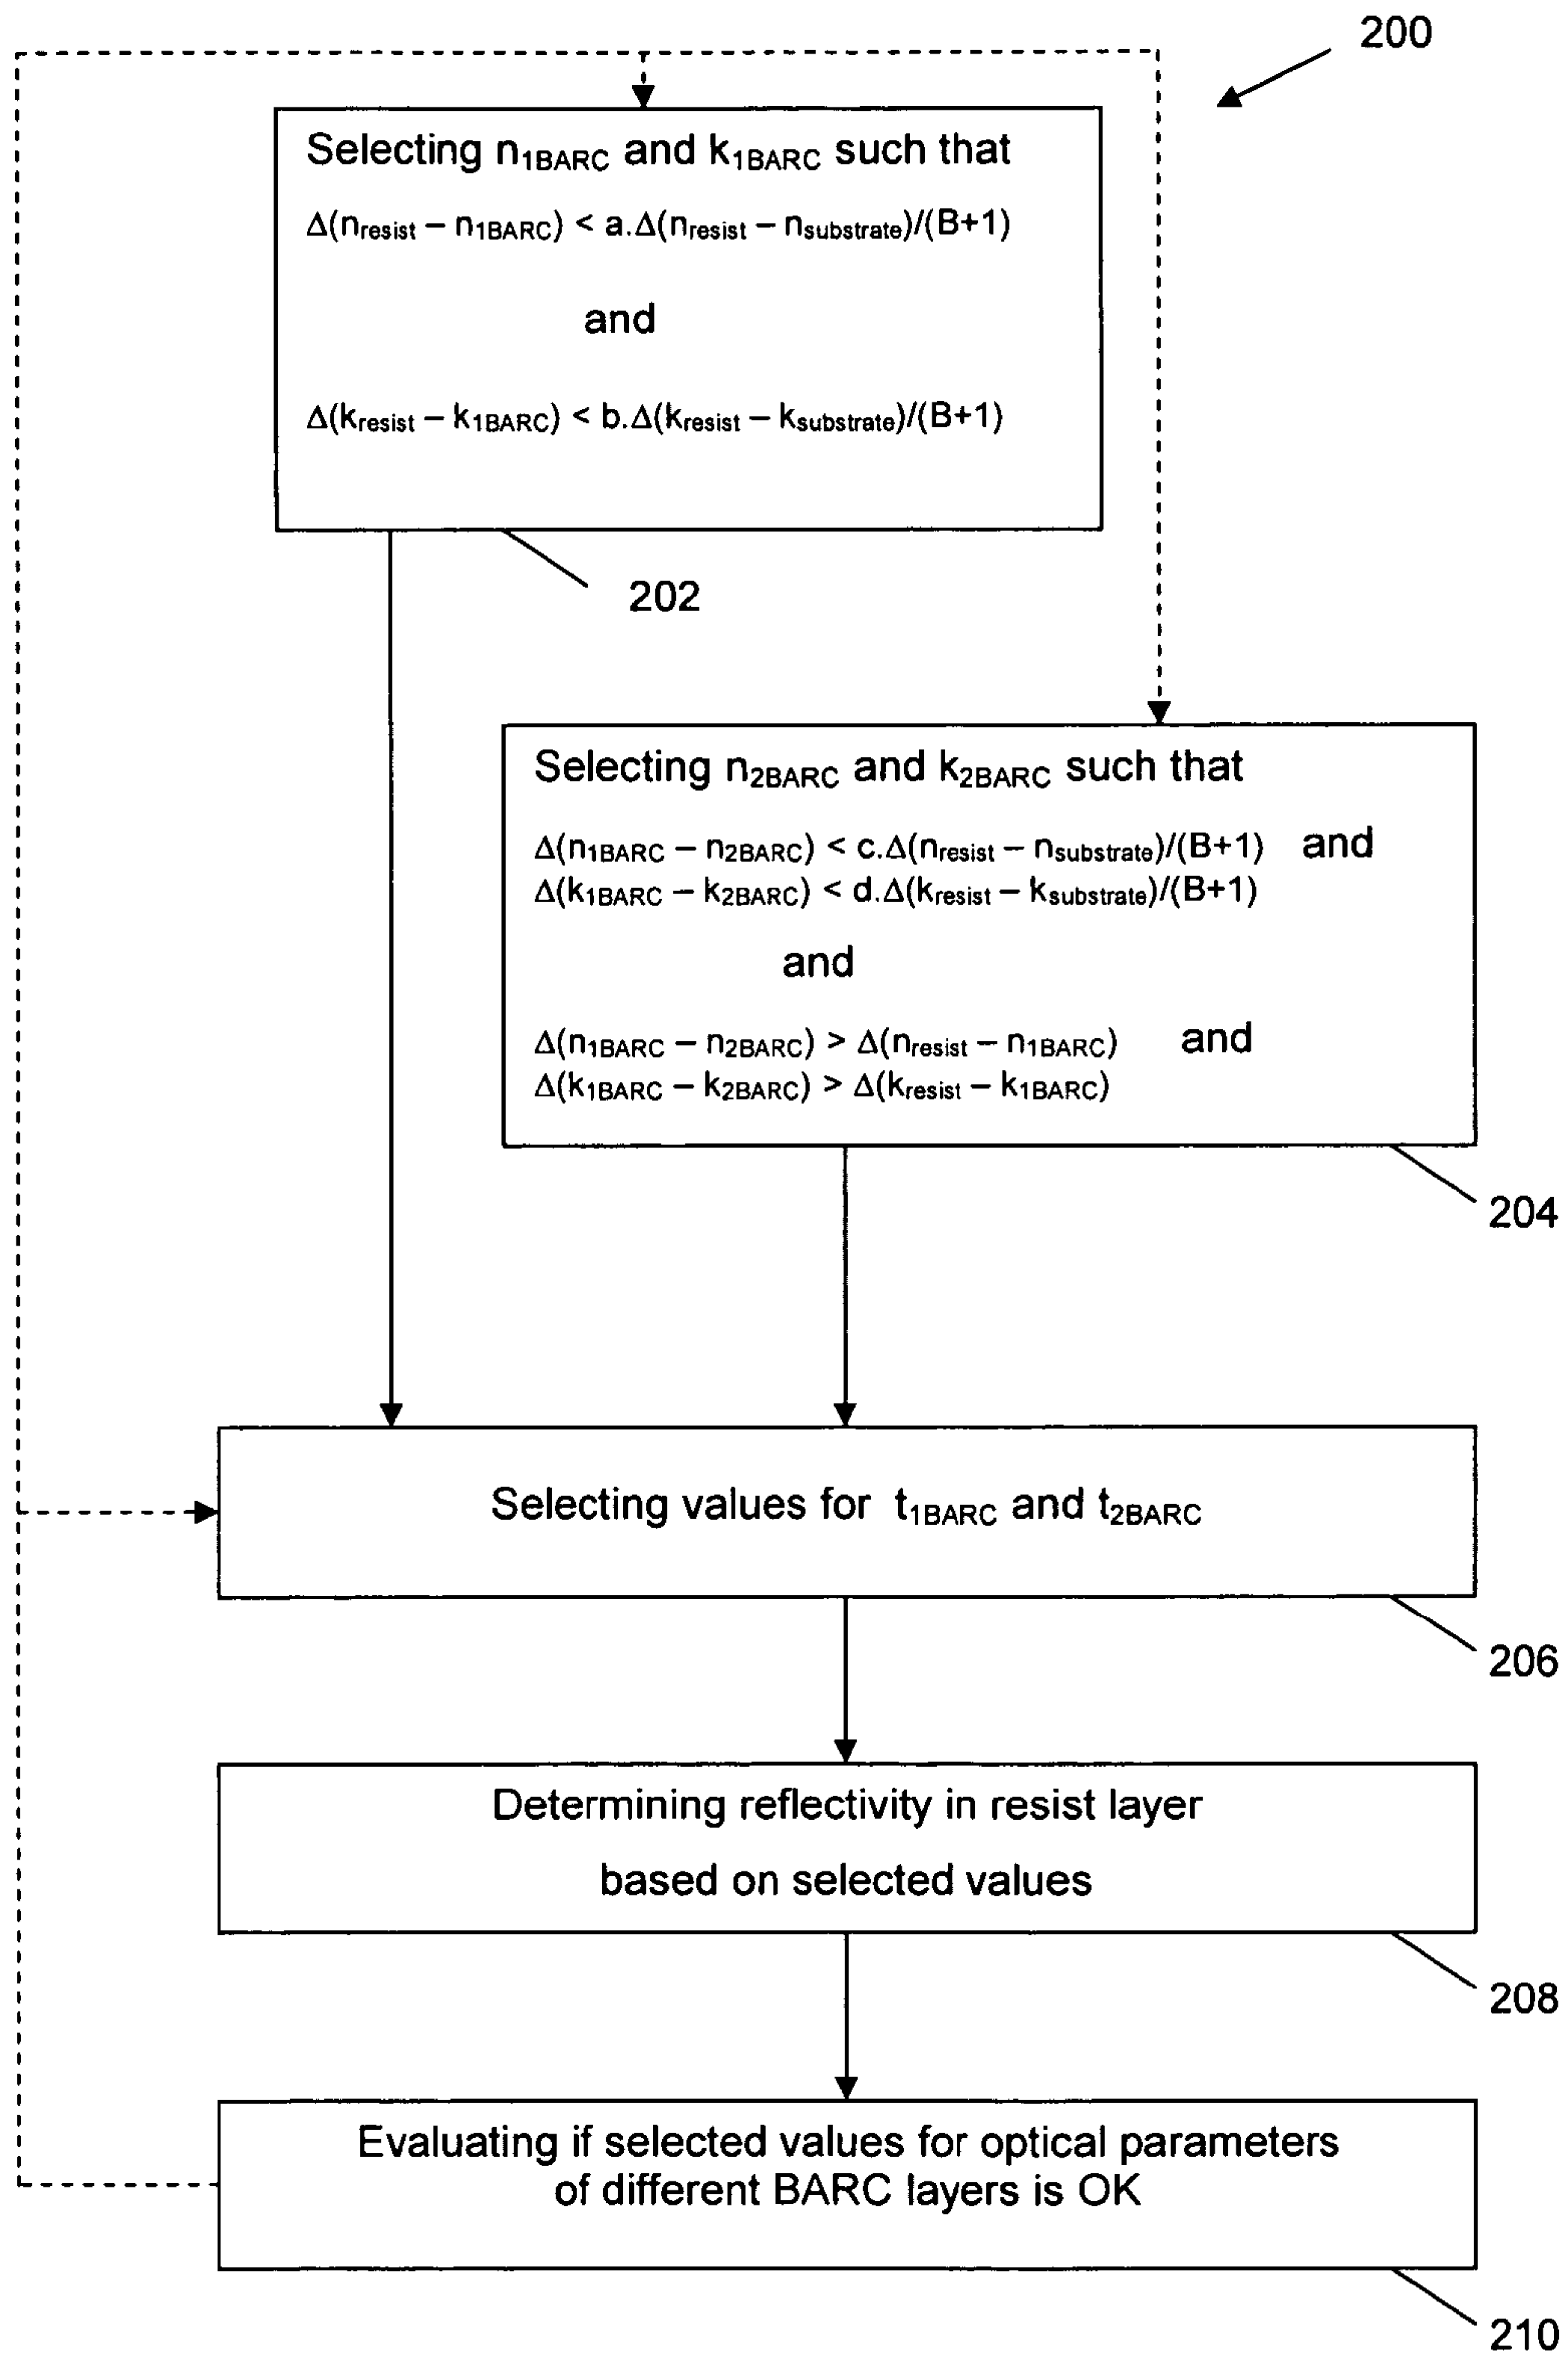 200
Selecting n1BARC and k1BARC such that
Δ(nresist – n1BARC) < a.Δ(nresist – nsubstrate)/(B+1)
and
Δ(kresist – k1BARC) < b.Δ(kresist – ksubstrate)/(B+1)
202
Selecting n2BARC and k2BARC such that
Δ(n1BARC – n2BARC) < c.Δ(nresist – nsubstrate)/(B+1) and
Δ(k1BARC – k2BARC) < d.Δ(kresist – ksubstrate)/(B+1)
and
Δ(n1BARC – n2BARC) > Δ(nresist – n1BARC) and
Δ(k1BARC – k2BARC) > Δ(kresist – k1BARC)
204
Selecting values for t1BARC and t2BARC
206
Determining reflectivity in resist layer
based on selected values
208
Evaluating if selected values for optical parameters
of different BARC layers is OK
210